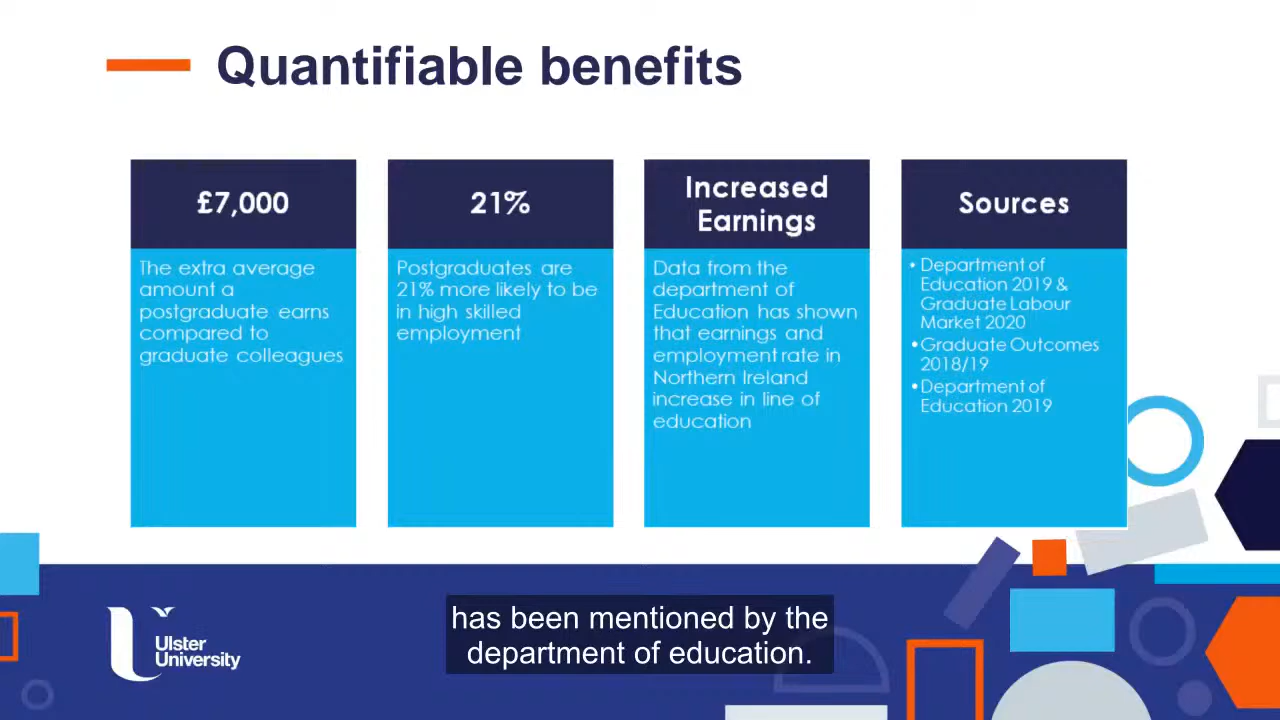 Quantifiable benefits
£7,000
The extra average
amount a
postgraduate earns
compared to
graduate colleagues
21%
Postgraduates are
21% more likely to be
in high skilled
employment
Increased
Earnings
Data from the
department of
Education has shown
that earnings and
employment rate in
Northern Ireland
increase in line of
education
Sources
• Department of
Education 2019 &
Graduate Labour
Market 2020
• Graduate Outcomes
2018/19
• Department of
Education 2019
Ulster
University
has been mentioned by the
department of education.